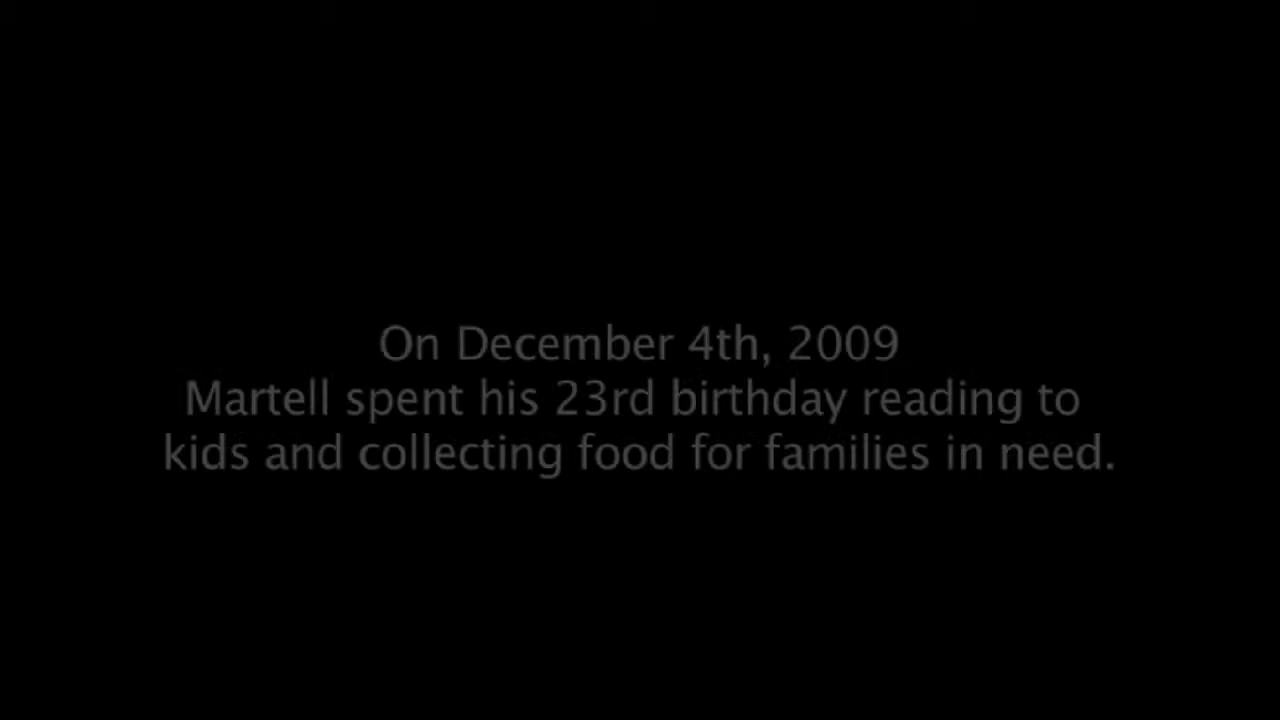 On December 4th, 2009
Martell spent his 23rd birthday reading to
kids and collecting food for families in need.